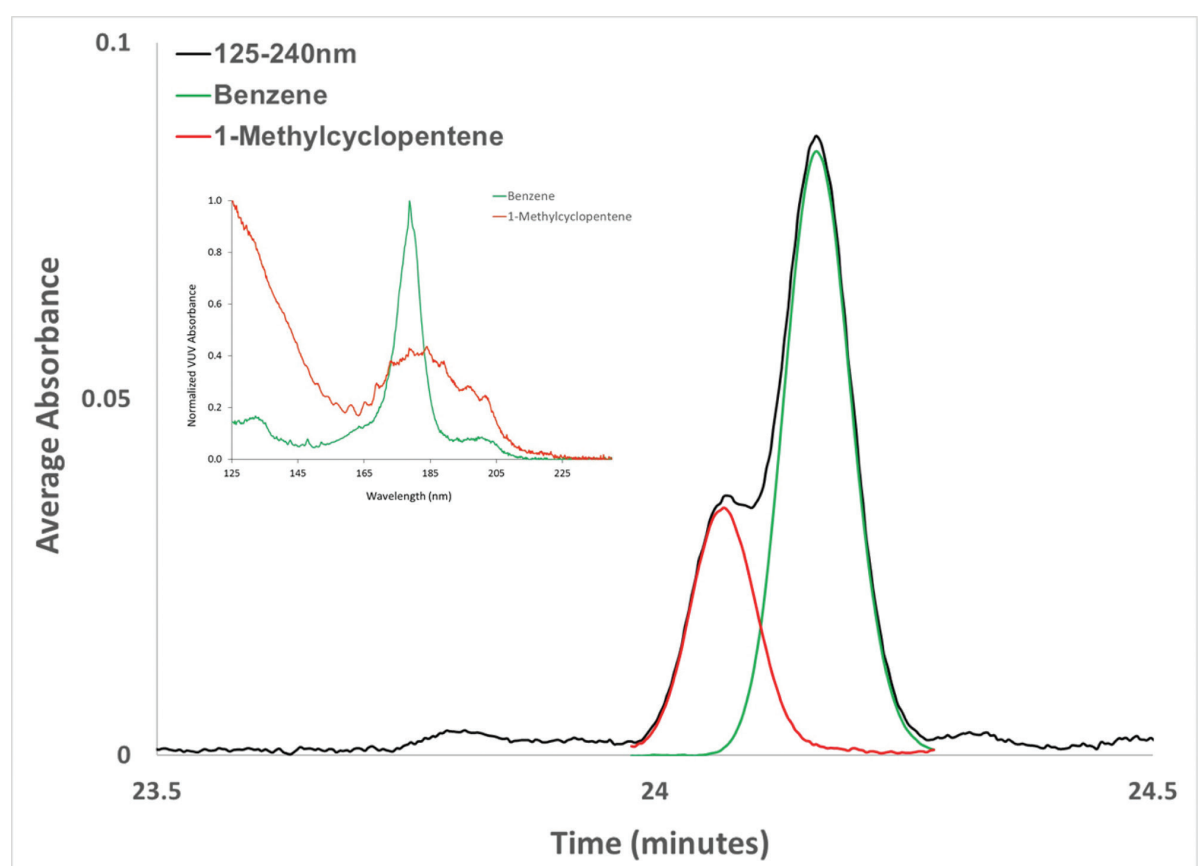 0.1
125-240nm
Benzene
1-Methylcyclopentene
Benzene
1-Methylcyclopentene
1.0
0.8
0.6
0.4
0.2
0.0
Normalized VUV Absorbance
125
145
165
185
205
225
Wavelength (nm)
0.05
0
Average Absorbance
23.5
24
24.5
Time (minutes)